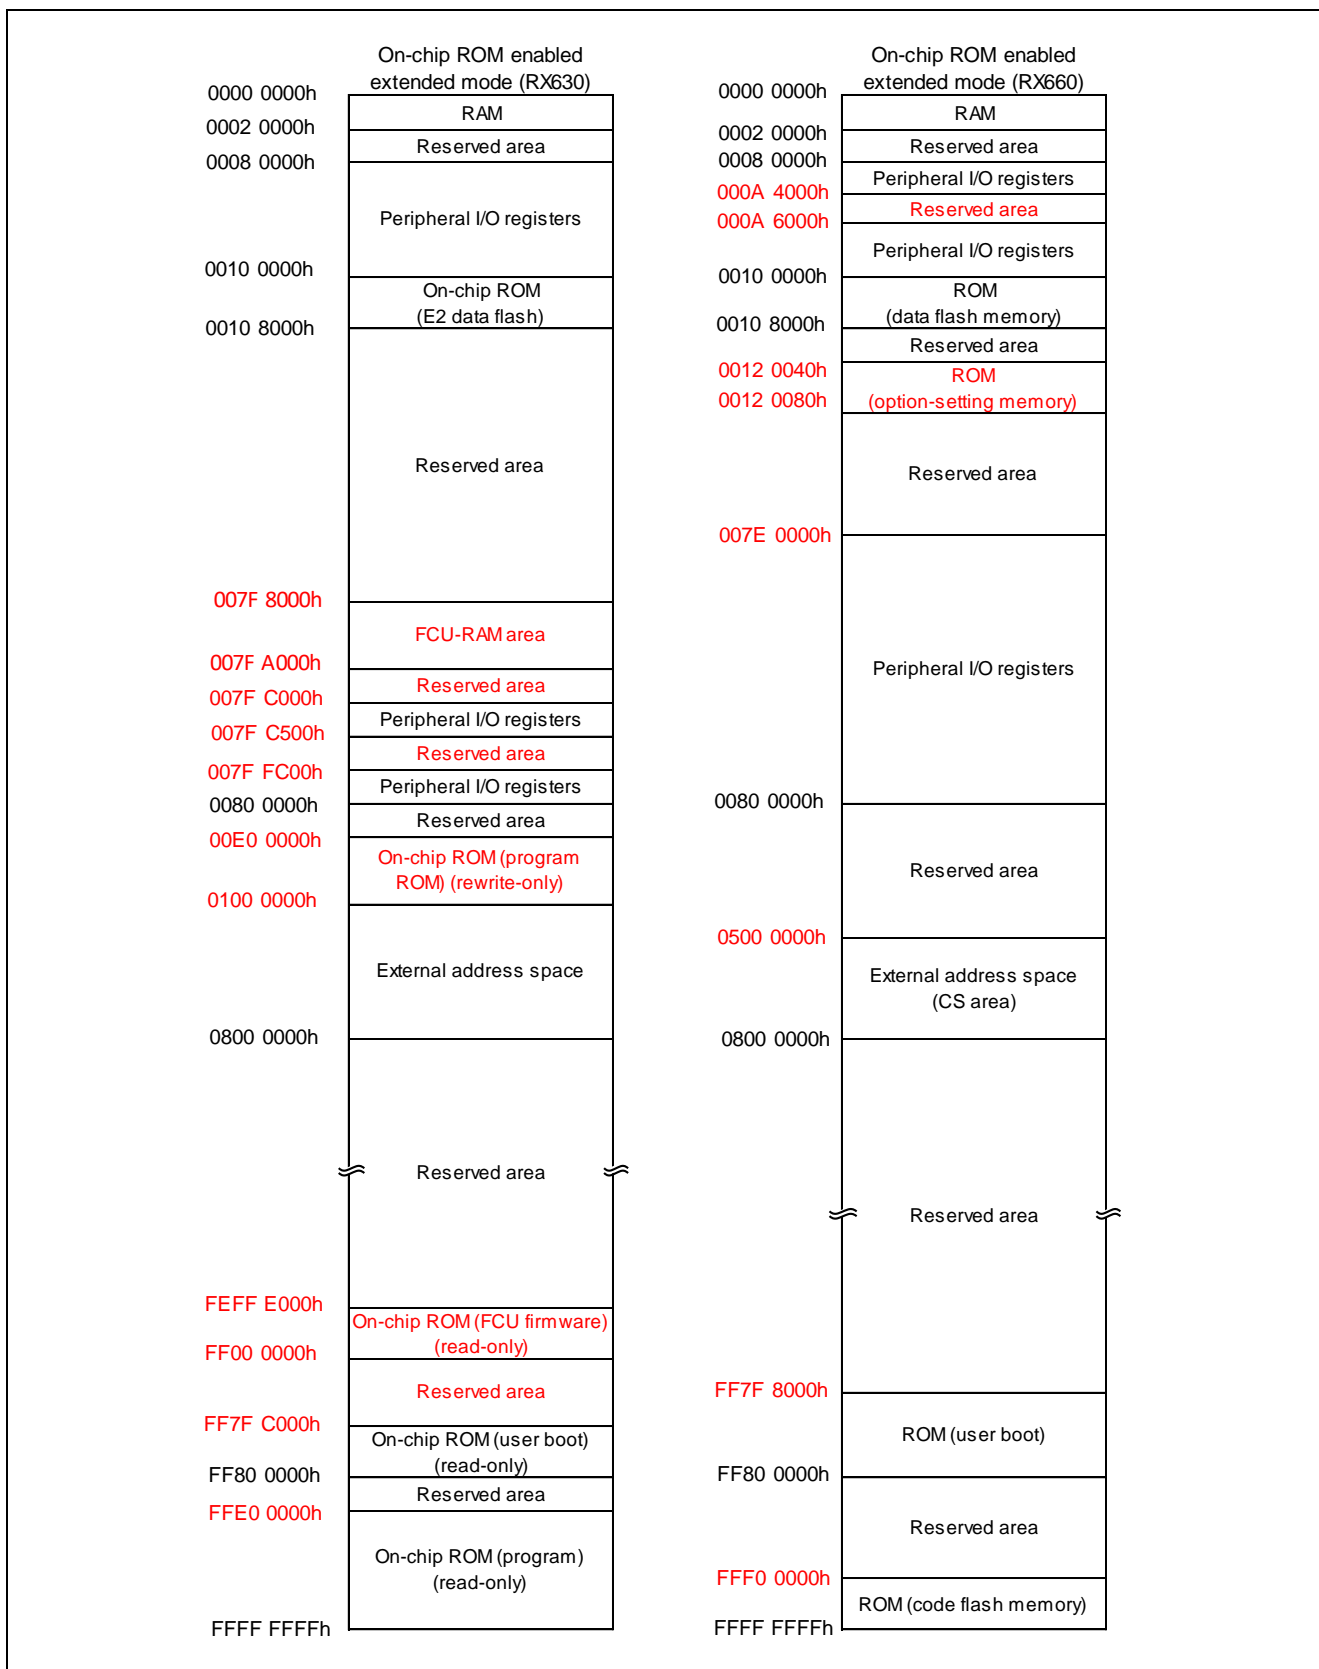 On-chip ROM enabled
extended mode (RX630)
0000 0000h
RAM
0002 0000h
Reserved area
0008 0000h
Peripheral I/O registers
0010 0000h
On-chip ROM
(E2 data flash)
0010 8000h
Reserved area
007F 8000h
FCU-RAM area
007F A000h
Reserved area
007F C000h
Peripheral I/O registers
007F C500h
Reserved area
007F FC00h
Peripheral I/O registers
0080 0000h
Reserved area
00E0 0000h
On-chip ROM (program
ROM) (rewrite-only)
0100 0000h
External address space
0800 0000h
Reserved area
FEFF E000h
On-chip ROM (FCU firmware)
(read-only)
FF00 0000h
Reserved area
FF7F C000h
On-chip ROM (user boot)
(read-only)
FF80 0000h
Reserved area
FFE0 0000h
On-chip ROM (program)
(read-only)
FFFF FFFFh
On-chip ROM enabled
extended mode (RX660)
0000 0000h
RAM
0002 0000h
Reserved area
0008 0000h
Peripheral I/O registers
000A 4000h
Reserved area
000A 6000h
Peripheral I/O registers
0010 0000h
ROM
(data flash memory)
0010 8000h
Reserved area
0012 0040h
ROM
(option-setting memory)
0012 0080h
Reserved area
007E 0000h
Peripheral I/O registers
0080 0000h
Reserved area
0500 0000h
External address space
(CS area)
0800 0000h
Reserved area
FF7F 8000h
ROM (user boot)
FF80 0000h
Reserved area
FFF0 0000h
ROM (code flash memory)
FFFF FFFFh